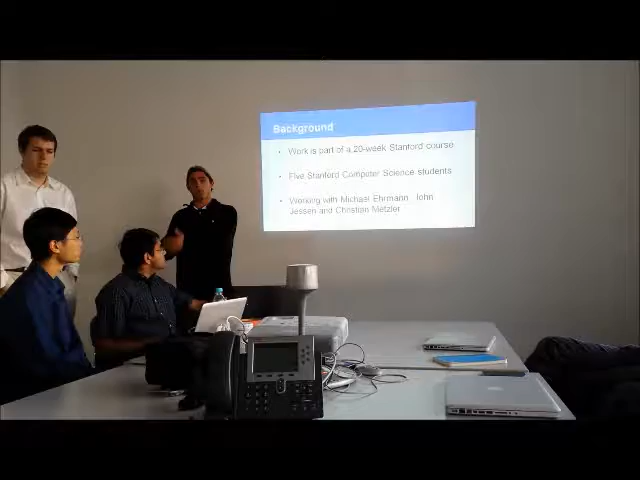 Background
• Work is part of a 20-week Stanford course
• Five Stanford Computer Science students
• Working with Michael Ehrmann, John
Jessen and Christian Metzler